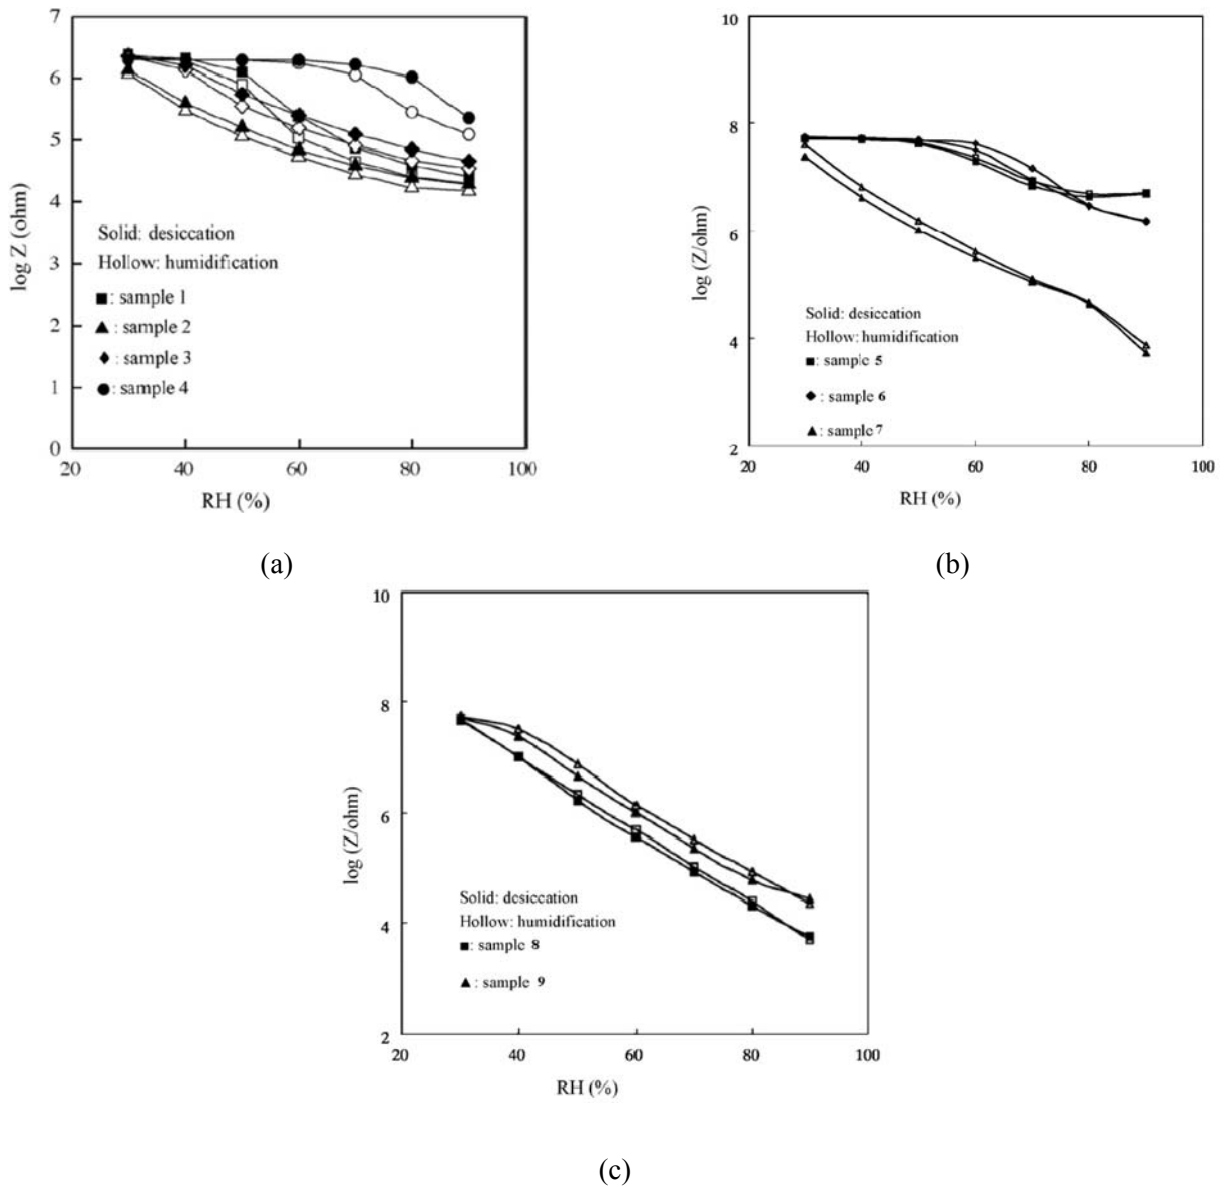 7
6
5
4
3
2
1
0
log Z (ohm)
Solid: desiccation
Hollow: humidification
: sample 1
: sample 2
: sample 3
: sample 4
20 40 60 80 100
RH (%)
(a)
10
8
6
4
2
log (Z/ohm)
Solid: desiccation
Hollow: humidification
: sample 5
: sample 6
: sample 7
20 40 60 80 100
RH (%)
(b)
10
8
6
4
2
log (Z/ohm)
Solid: desiccation
Hollow: humidification
: sample 8
: sample 9
20 40 60 80 100
RH (%)
(c)